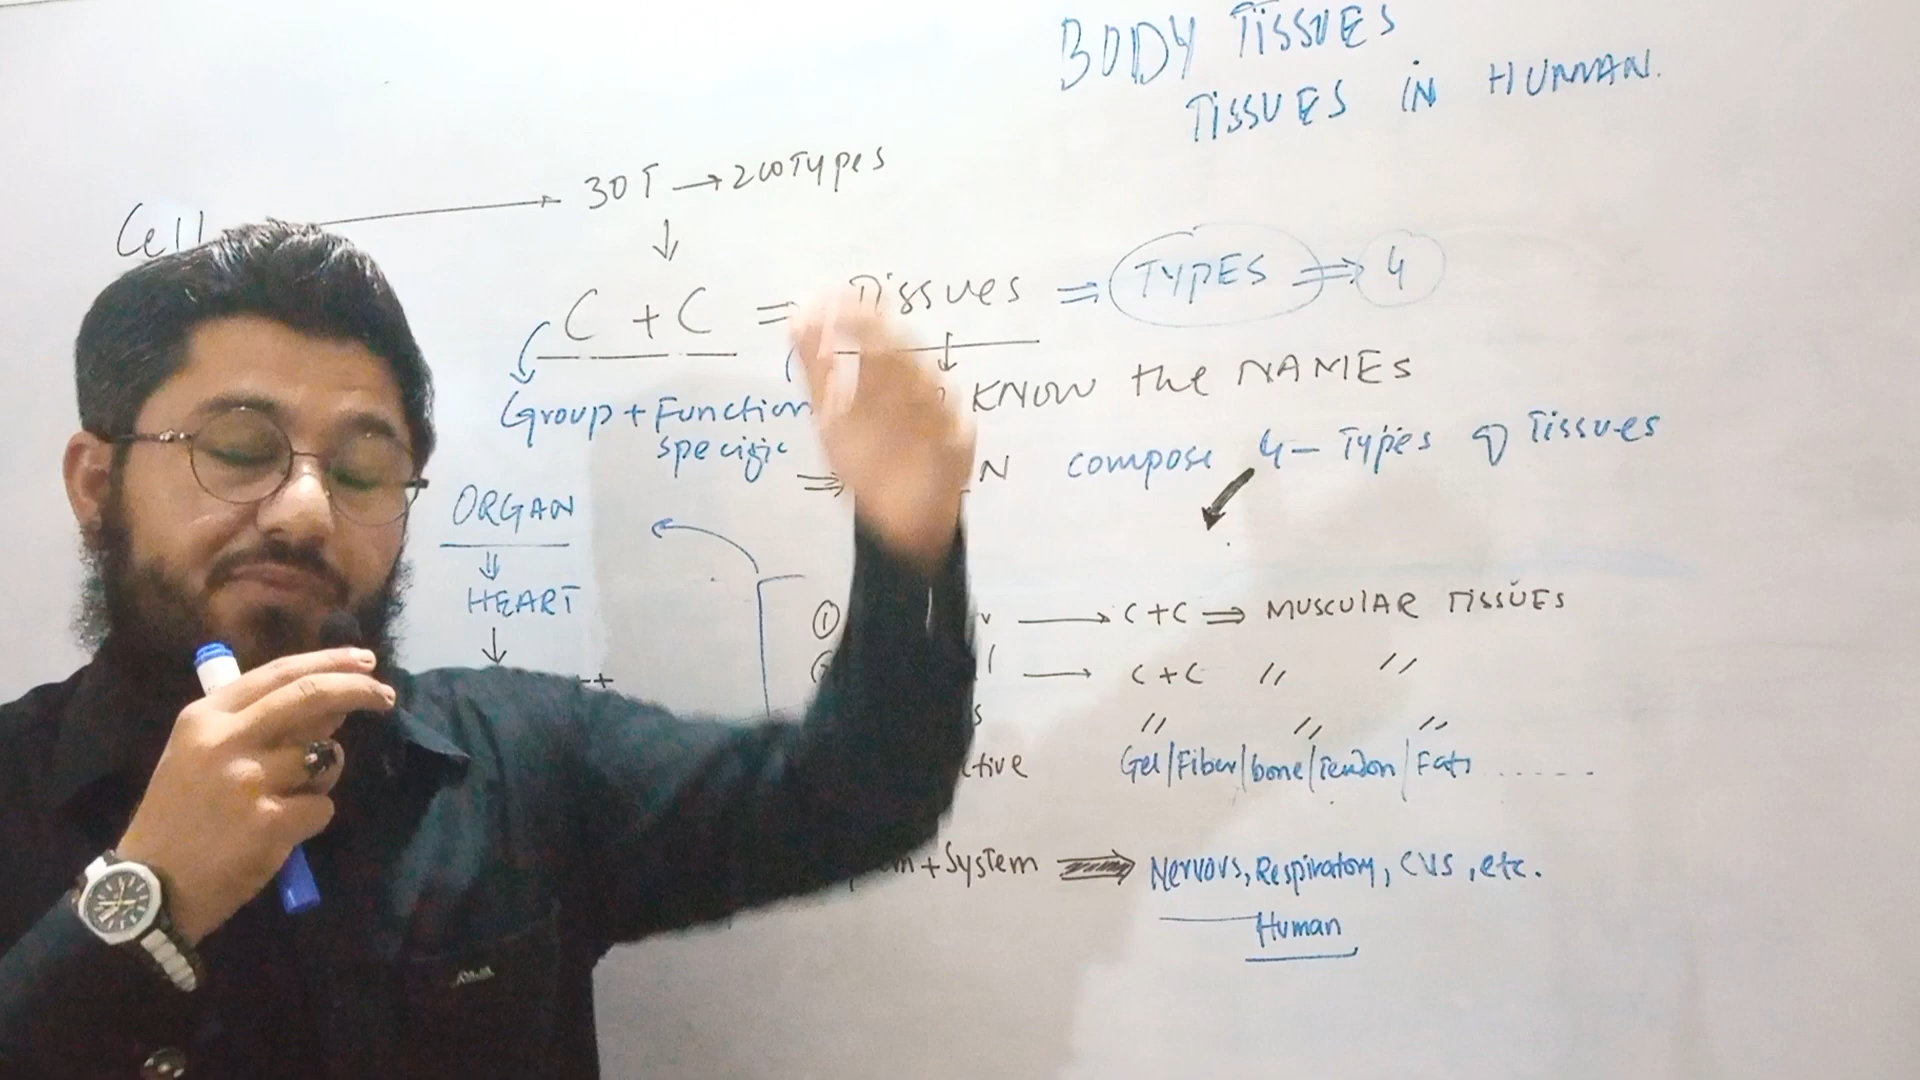 BODY TISSUES
TISSUES IN HUMAN.
Cell → 30T → 200Types
↓
C + C ⇒ Tissues ⇒ TYPES ⇒ 4
Group + Function
specific
KNOW the NAMES
⇒ N compose 4- Types of Tissues
ORGAN
⇓
HEART
↓
① → C+C ⇒ MUSCULAR TISSUES
→ C+C // //
// // //
ctive Gel/Fiber/bone/Tendon/Fats ......
+ System ⇒ Nervous, Respiratory, CVS, etc.
Human